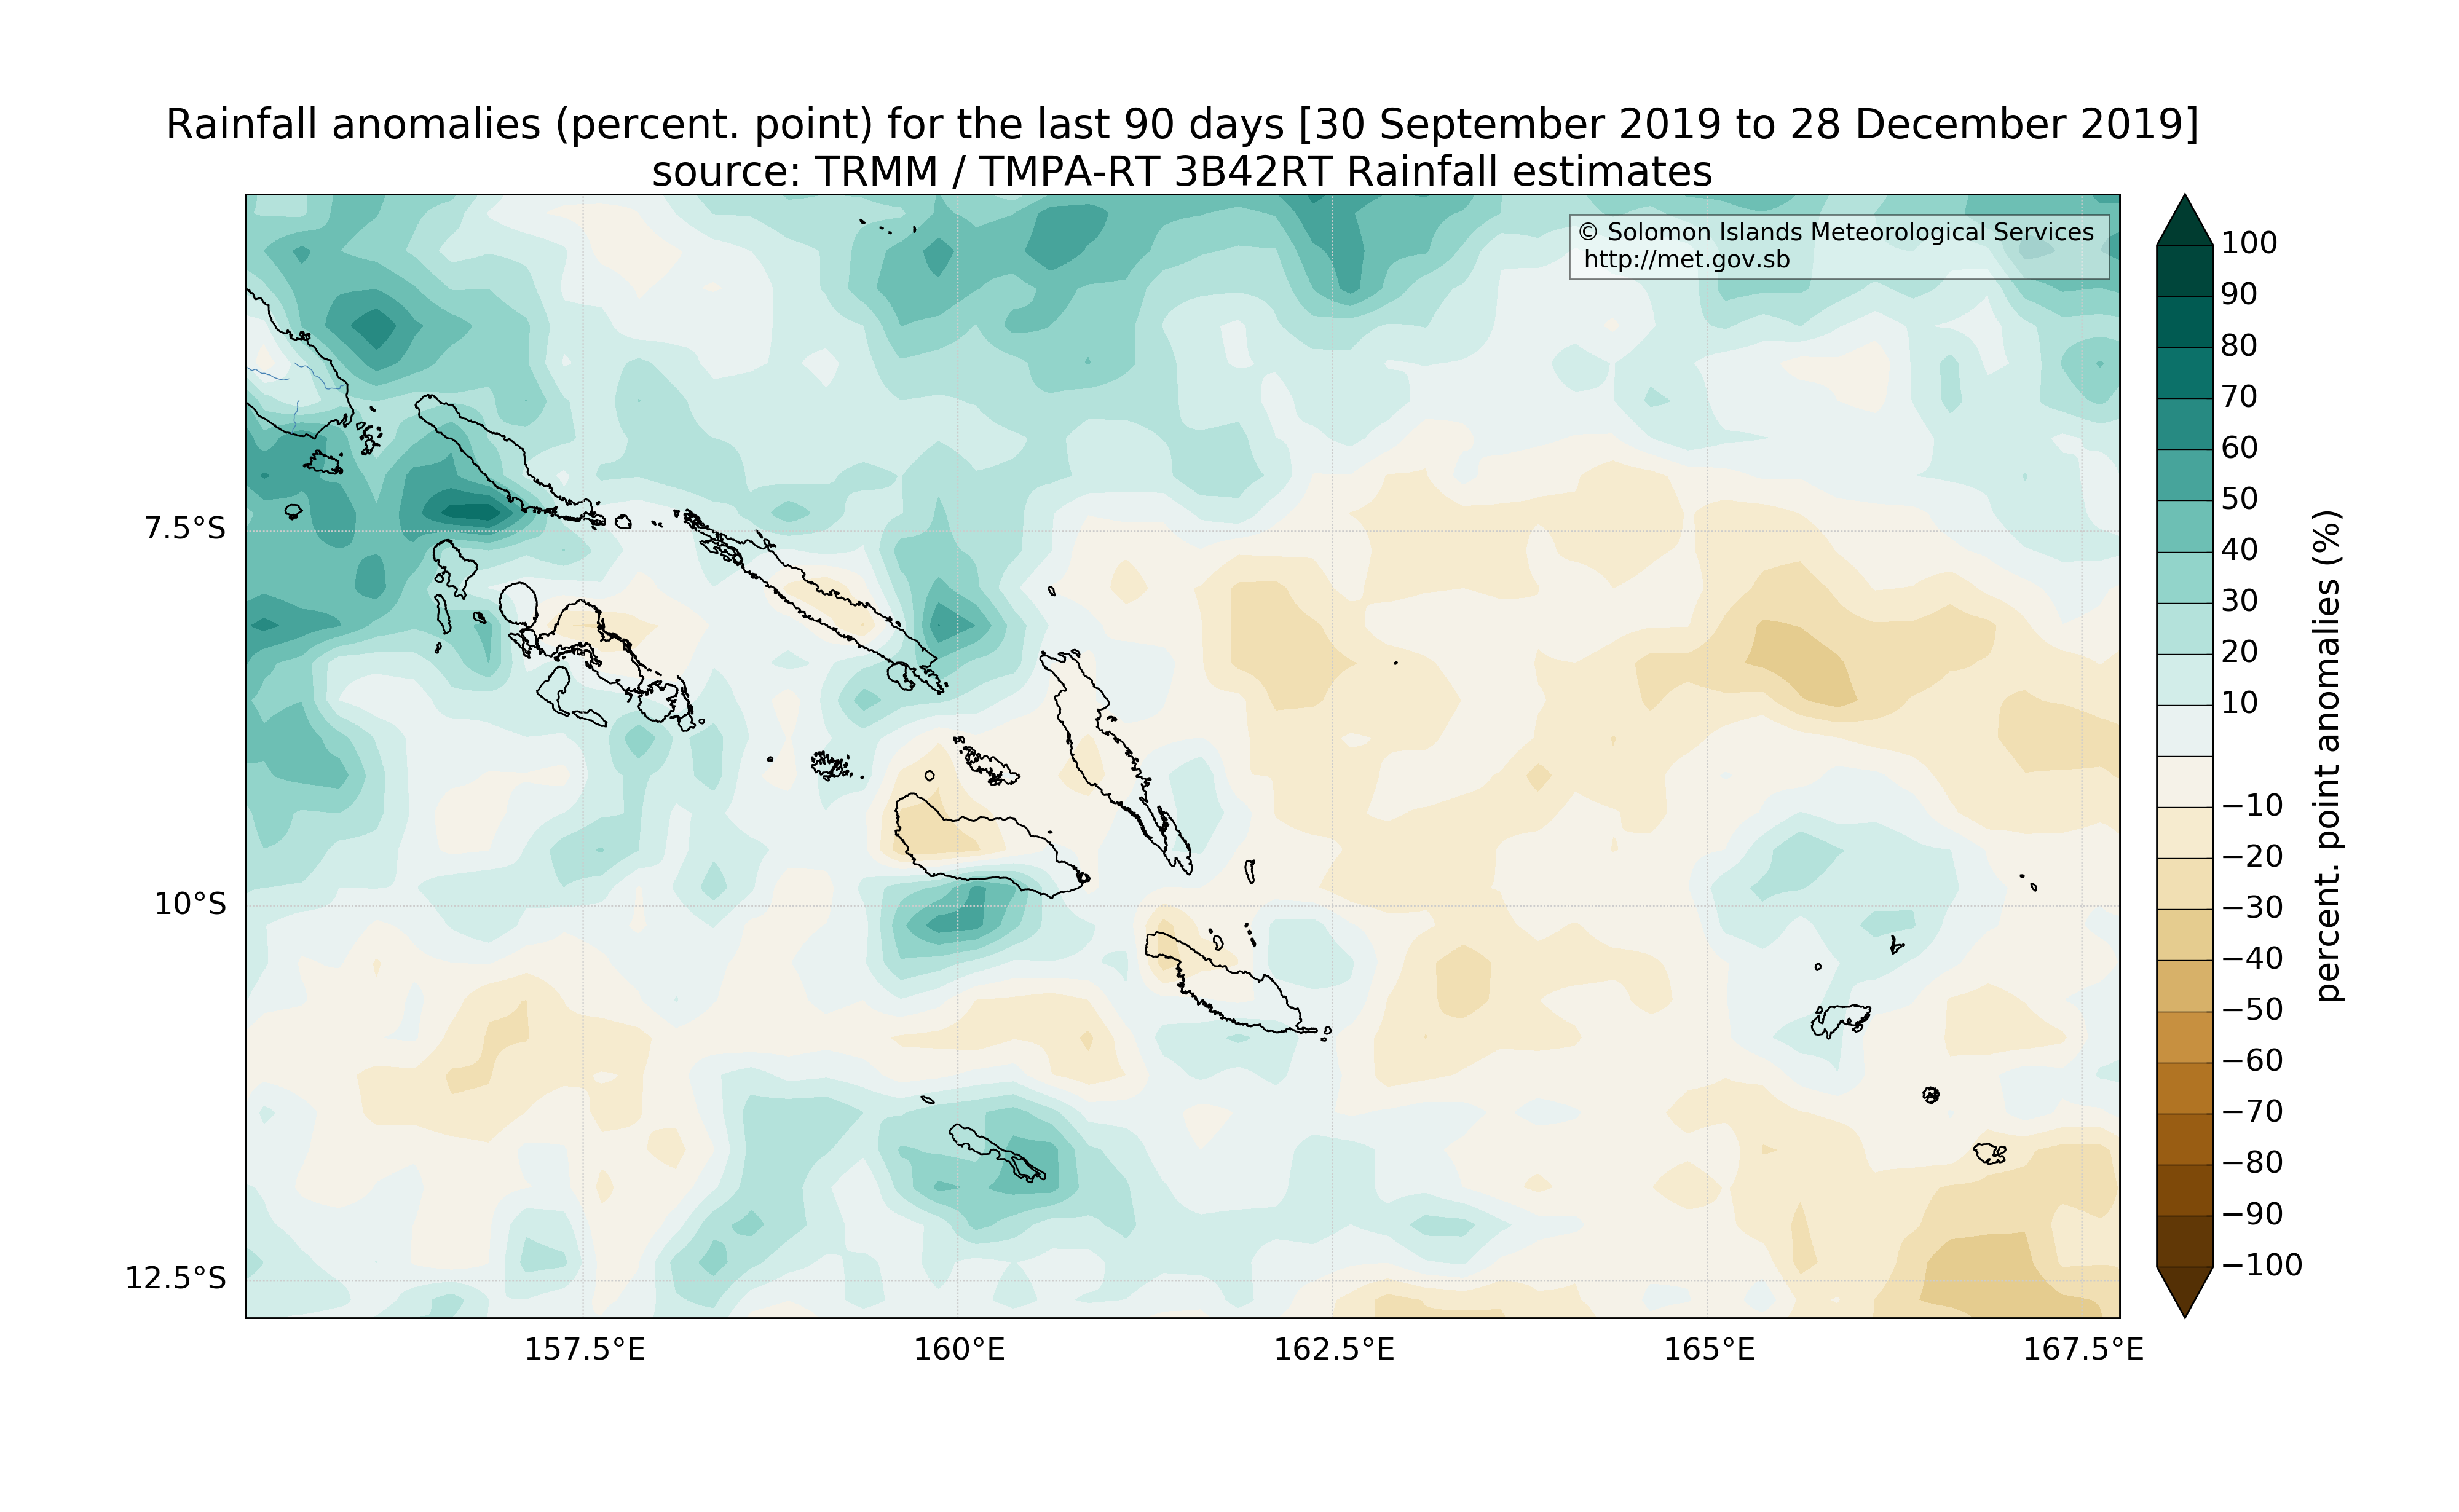 Rainfall anomalies (percent. point) for the last 90 days [30 September 2019 to 28 December 2019]
source: TRMM / TMPA-RT 3B42RT Rainfall estimates
© Solomon Islands Meteorological Services
http://met.gov.sb
7.5°S
10°S
12.5°S
157.5°E
160°E
162.5°E
165°E
167.5°E
100
90
80
70
60
50
40
30
20
10
−10
−20
−30
−40
−50
−60
−70
−80
−90
−100
percent. point anomalies (%)